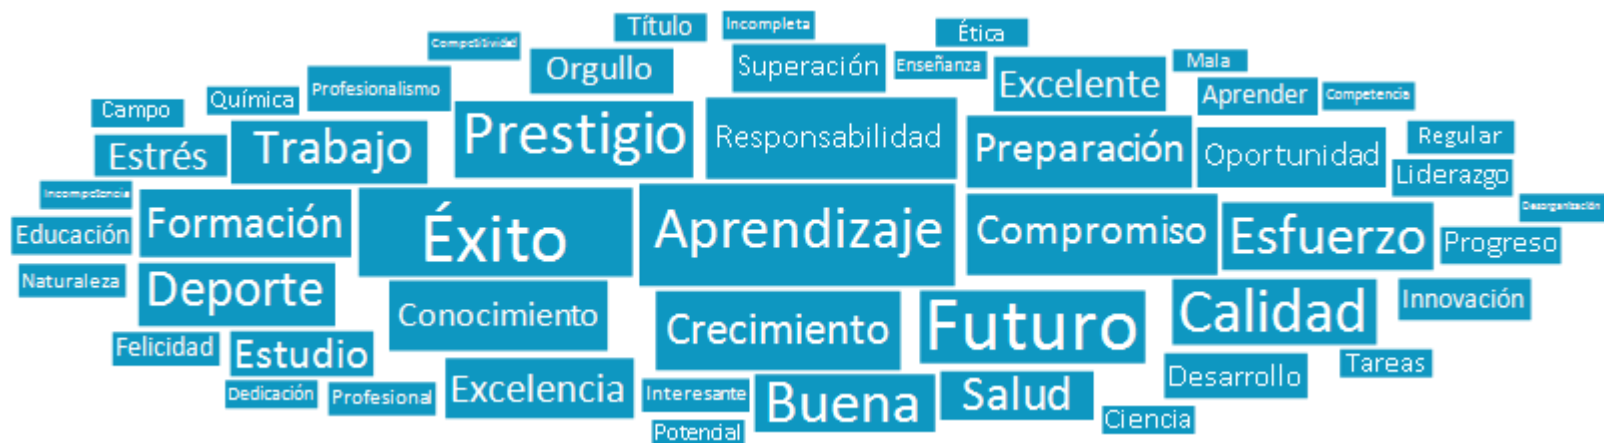 Título
Incompleta
Ética
Competitividad
Orgullo
Superación
Enseñanza
Excelente
Mala
Campo
Química
Profesionalismo
Prestigio
Responsabilidad
Preparación
Aprender
Competencia
Estrés
Trabajo
Oportunidad
Regular
Liderazgo
Incompetencia
Educación
Formación
Éxito
Aprendizaje
Compromiso
Esfuerzo
Desorganización
Progreso
Naturaleza
Deporte
Conocimiento
Crecimiento
Futuro
Calidad
Innovación
Felicidad
Estudio
Excelencia
Interesante
Buena
Salud
Desarrollo
Tareas
Dedicación
Profesional
Potencial
Ciencia